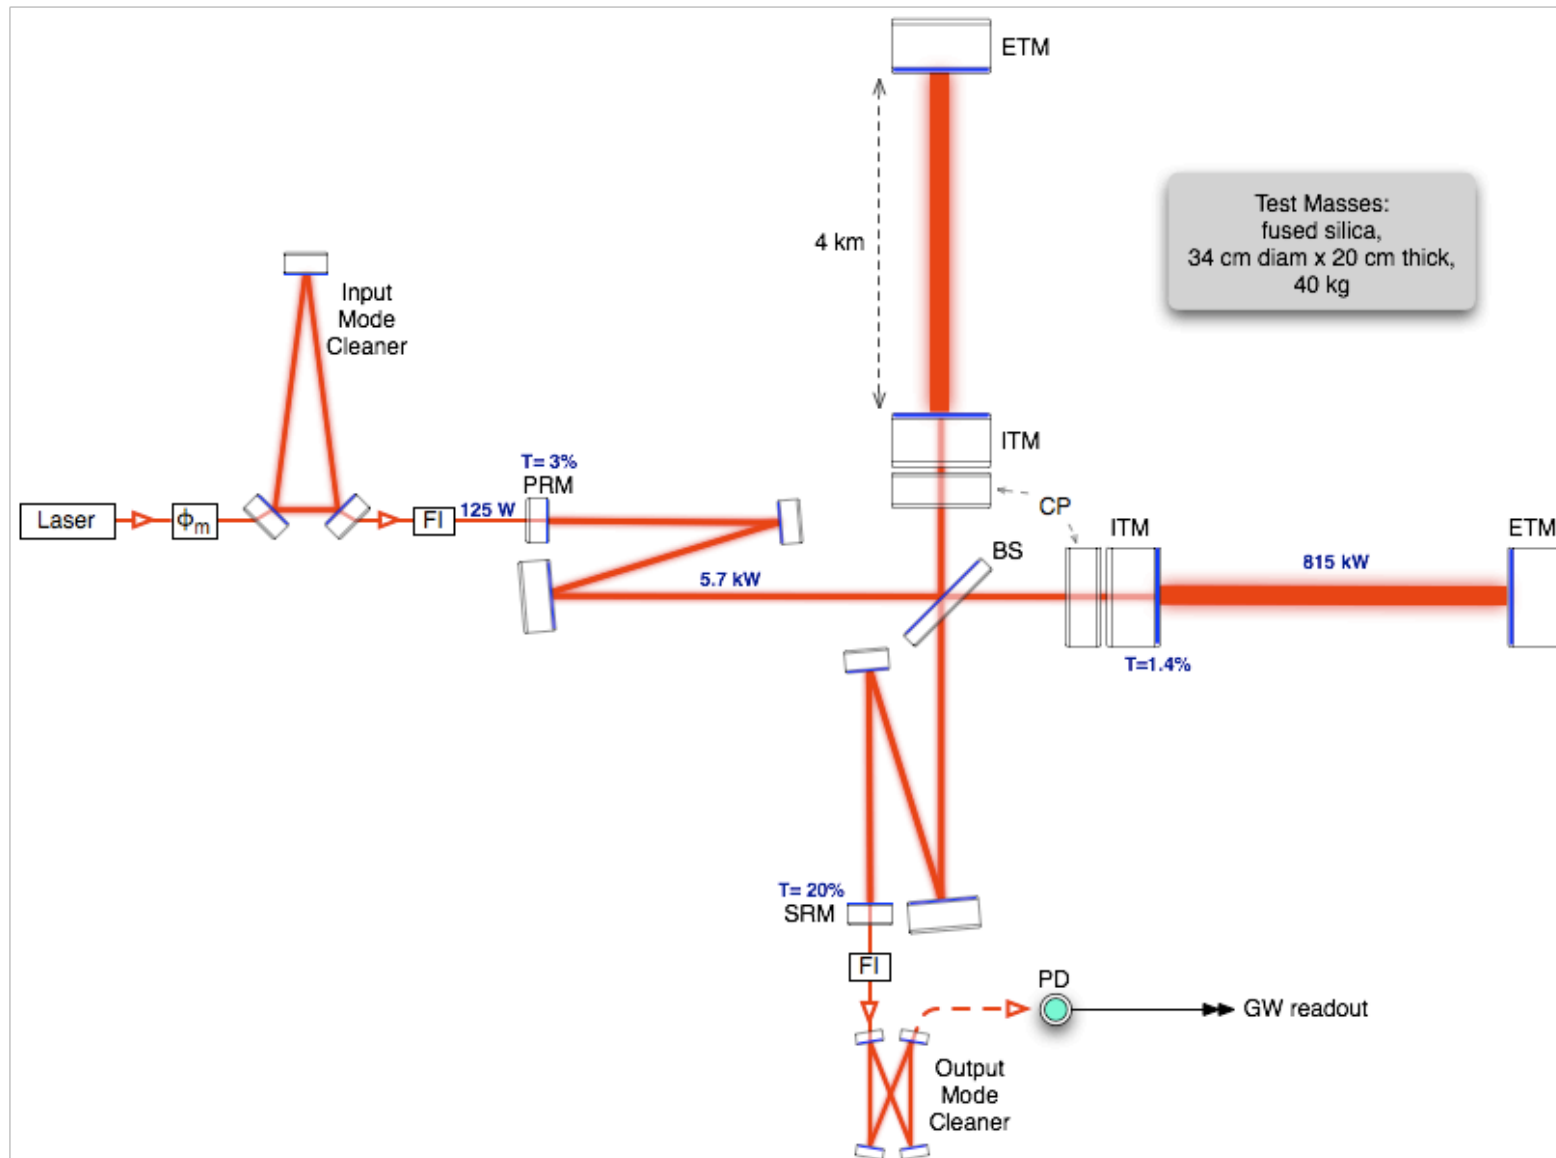 ETM
4 km
Test Masses:
fused silica,
34 cm diam x 20 cm thick,
40 kg
Input
Mode
Cleaner
ITM
T= 3%
PRM
Laser
Φm
FI
125 W
CP
ITM
ETM
BS
5.7 kW
815 kW
T=1.4%
T= 20%
SRM
FI
PD
GW readout
Output
Mode
Cleaner